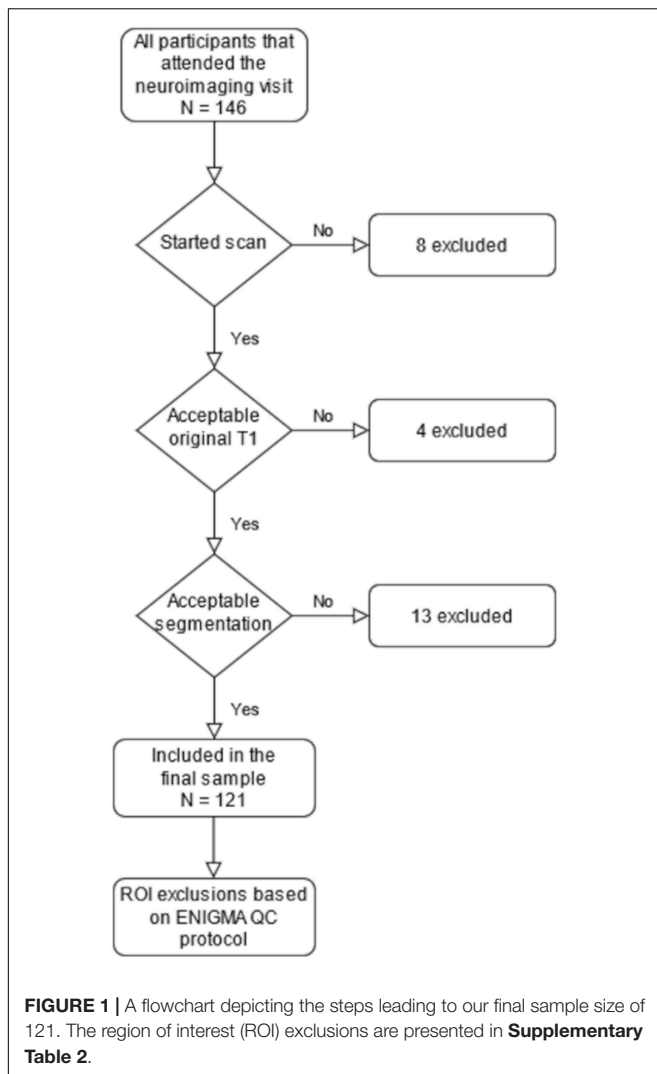 All participants that
attended the
neuroimaging visit
N = 146
Started scan
No
8 excluded
Yes
Acceptable
original T1
No
4 excluded
Yes
Acceptable
segmentation
No
13 excluded
Yes
Included in the
final sample
N = 121
ROI exclusions based
on ENIGMA QC
protocol
FIGURE 1 | A flowchart depicting the steps leading to our final sample size of
121. The region of interest (ROI) exclusions are presented in Supplementary
Table 2.